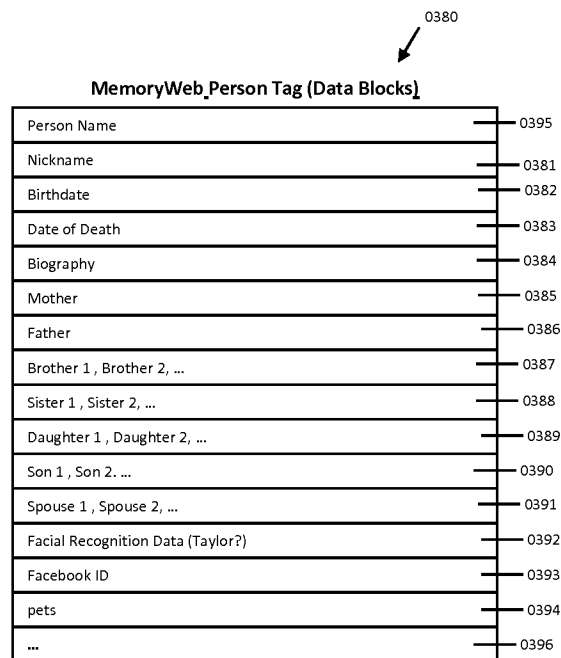 0380
MemoryWeb Person Tag (Data Blocks)
Person Name 0395
Nickname 0381
Birthdate 0382
Date of Death 0383
Biography 0384
Mother 0385
Father 0386
Brother 1 , Brother 2, ... 0387
Sister 1 , Sister 2, ... 0388
Daughter 1 , Daughter 2, ... 0389
Son 1 , Son 2. ... 0390
Spouse 1 , Spouse 2, ... 0391
Facial Recognition Data (Taylor?) 0392
Facebook ID 0393
pets 0394
... 0396